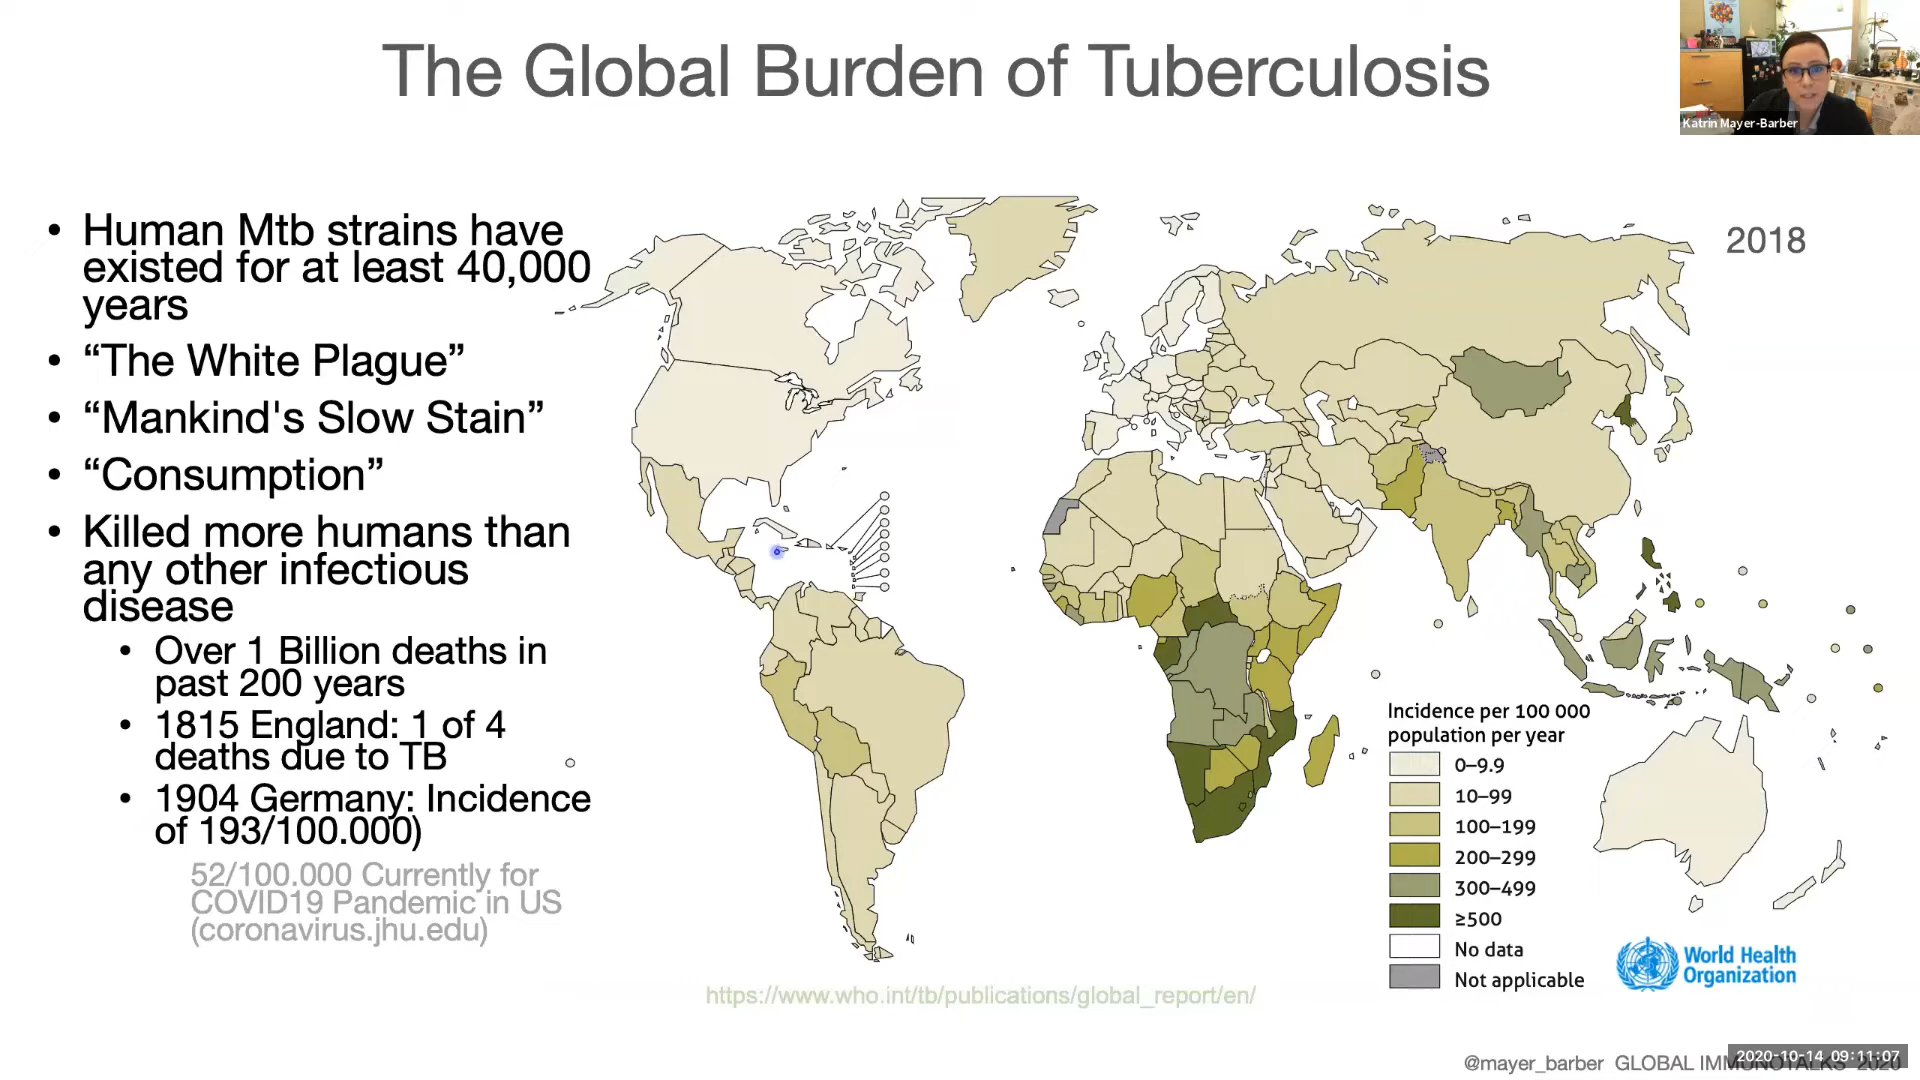 The Global Burden of Tuberculosis
Katrin Mayer-Barber
• Human Mtb strains have
existed for at least 40,000
years
• “The White Plague”
• “Mankind's Slow Stain”
• “Consumption”
• Killed more humans than
any other infectious
disease
• Over 1 Billion deaths in
past 200 years
• 1815 England: 1 of 4
deaths due to TB
• 1904 Germany: Incidence
of 193/100.000)
52/100.000 Currently for
COVID19 Pandemic in US
(coronavirus.jhu.edu)
2018
Incidence per 100 000
population per year
0–9.9
10–99
100–199
200–299
300–499
≥500
No data
Not applicable
World Health
Organization
https://www.who.int/tb/publications/global_report/en/
@mayer_barber GLOBAL IMMUNOTALKS 2020
2020-10-14 09:11:07